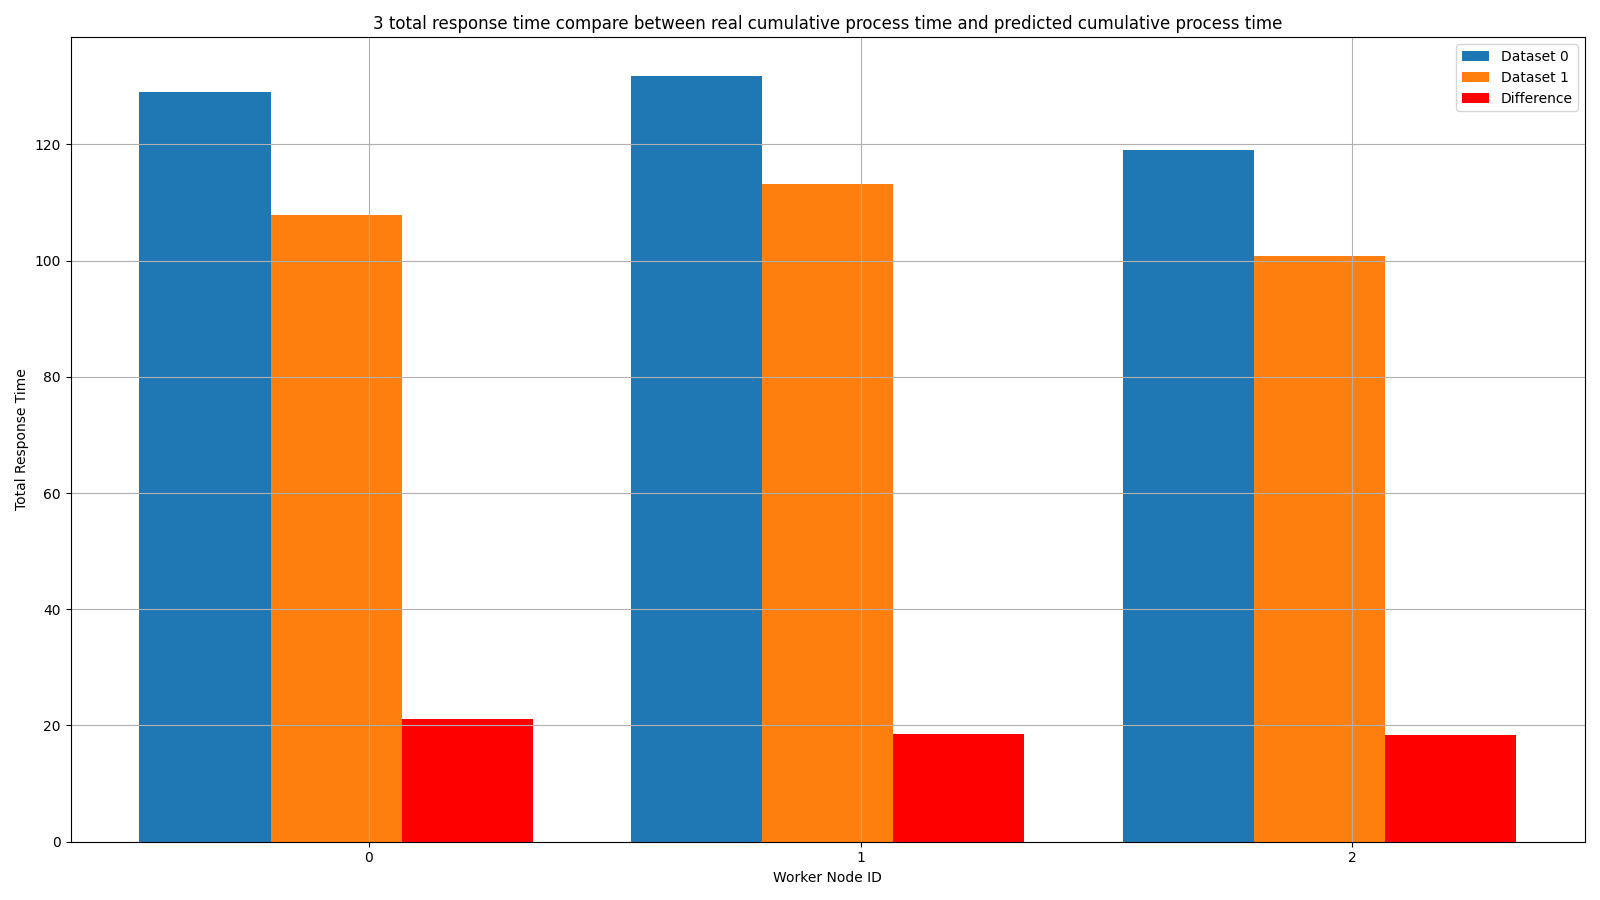 3 total response time compare between real cumulative process time and predicted cumulative process time
Dataset 0
Dataset 1
Difference
Total Response Time
120
100
80
60
40
20
0
0 1 2
Worker Node ID